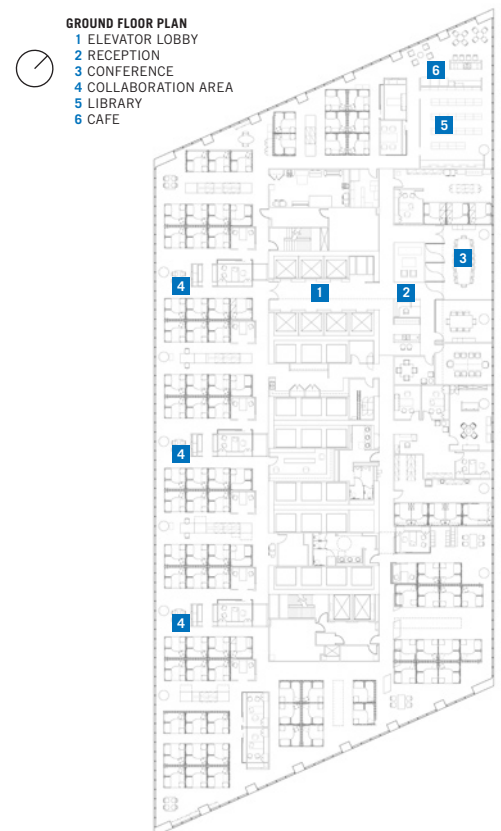 GROUND FLOOR PLAN
1 ELEVATOR LOBBY
2 RECEPTION
3 CONFERENCE
4 COLLABORATION AREA
5 LIBRARY
6 CAFE
6
5
3
4
1
2
4
4